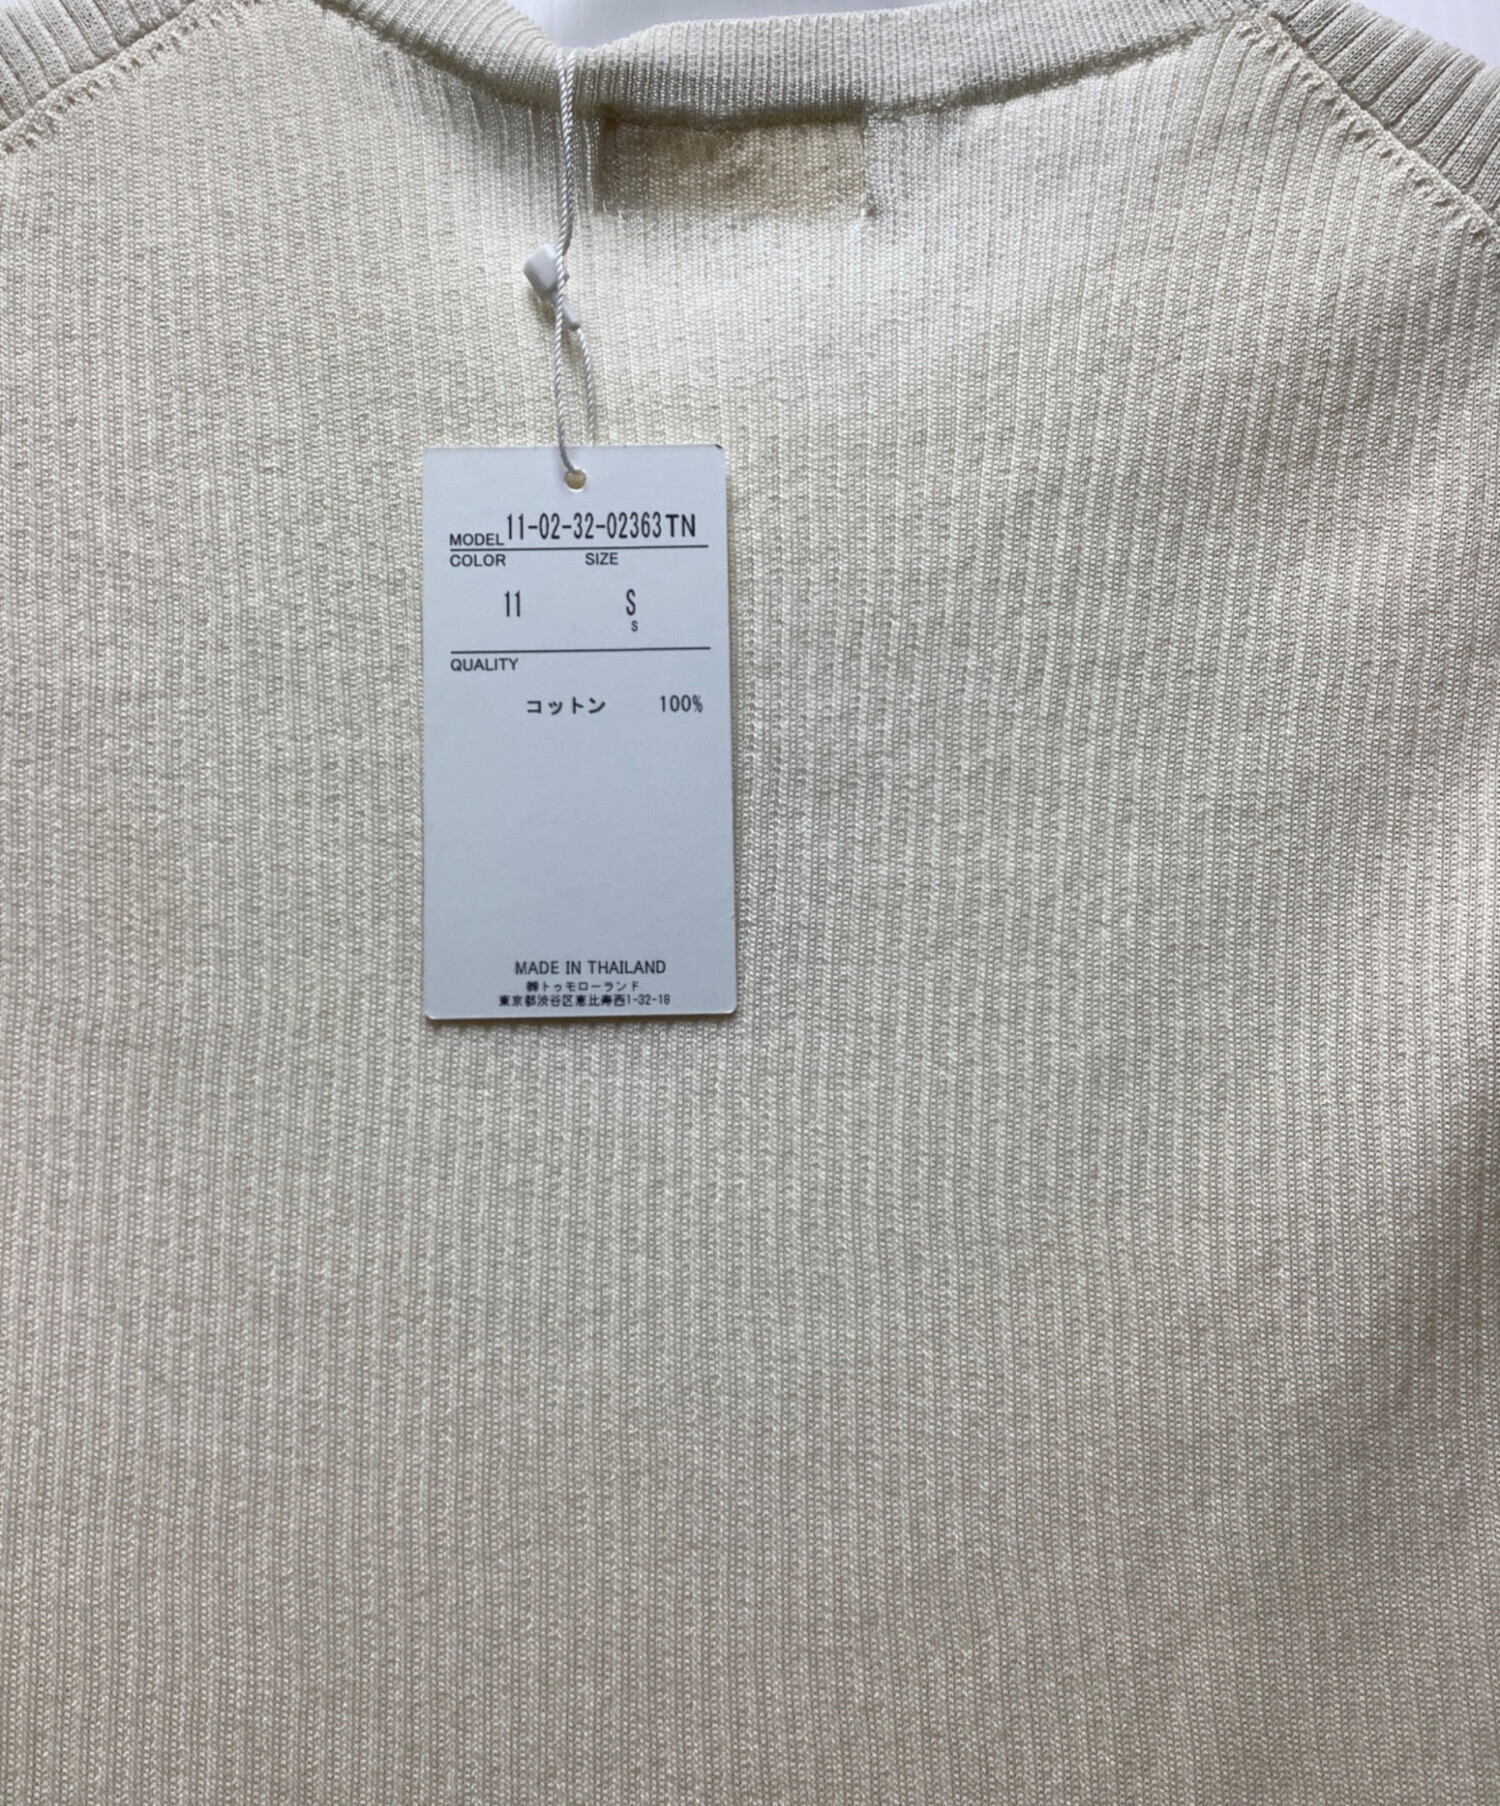 MODEL 11-02-32-02363TN
COLOR SIZE
11 S
S
QUALITY
コットン 100%
MADE IN THAILAND
㈱トゥモローランド
東京都渋谷区恵比寿西1-32-18